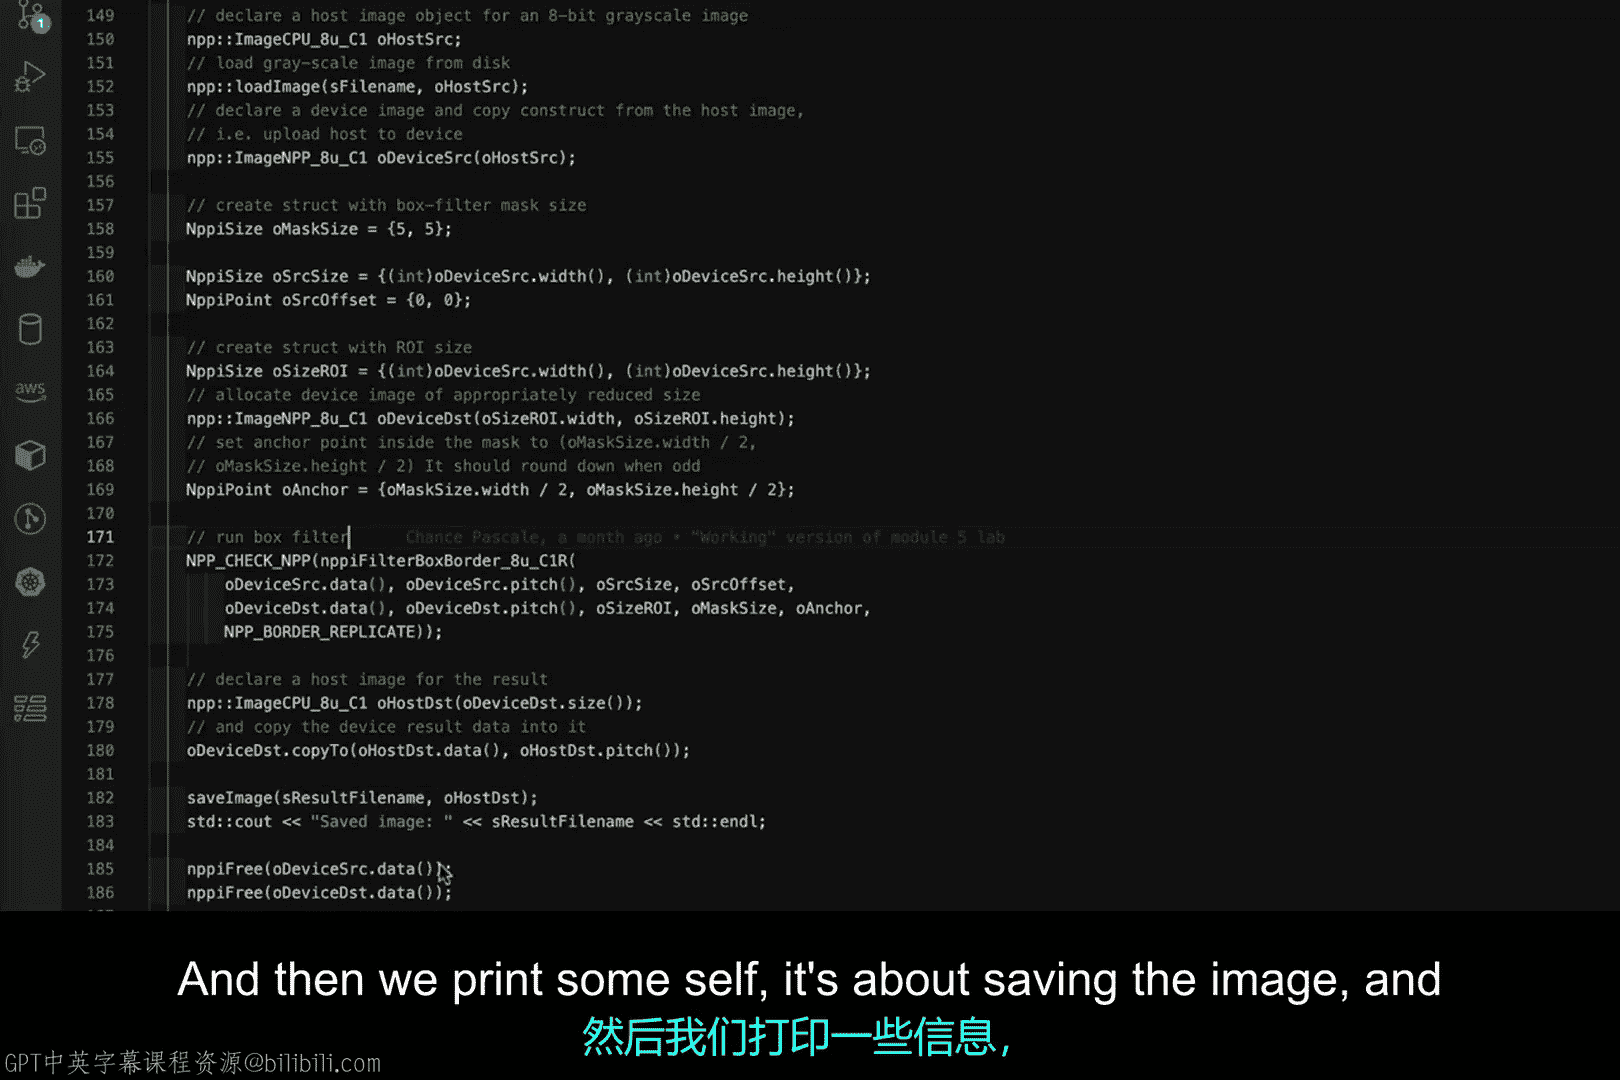 1
149 // declare a host image object for an 8-bit grayscale image
150 npp::ImageCPU_8u_C1 oHostSrc;
151 // load gray-scale image from disk
152 npp::loadImage(sFilename, oHostSrc);
153 // declare a device image and copy construct from the host image,
154 // i.e. upload host to device
155 npp::ImageNPP_8u_C1 oDeviceSrc(oHostSrc);
156
157 // create struct with box-filter mask size
158 NppiSize oMaskSize = {5, 5};
159
160 NppiSize oSrcSize = {(int)oDeviceSrc.width(), (int)oDeviceSrc.height()};
161 NppiPoint oSrcOffset = {0, 0};
162
163 // create struct with ROI size
164 NppiSize oSizeROI = {(int)oDeviceSrc.width(), (int)oDeviceSrc.height()};
165 // allocate device image of appropriately reduced size
166 npp::ImageNPP_8u_C1 oDeviceDst(oSizeROI.width, oSizeROI.height);
167 // set anchor point inside the mask to (oMaskSize.width / 2,
168 // oMaskSize.height / 2) It should round down when odd
169 NppiPoint oAnchor = {oMaskSize.width / 2, oMaskSize.height / 2};
170
171 // run box filter Chance Pascale, a month ago • "Working" version of module 5 lab
172 NPP_CHECK_NPP(nppiFilterBoxBorder_8u_C1R(
173 oDeviceSrc.data(), oDeviceSrc.pitch(), oSrcSize, oSrcOffset,
174 oDeviceDst.data(), oDeviceDst.pitch(), oSizeROI, oMaskSize, oAnchor,
175 NPP_BORDER_REPLICATE));
176
177 // declare a host image for the result
178 npp::ImageCPU_8u_C1 oHostDst(oDeviceDst.size());
179 // and copy the device result data into it
180 oDeviceDst.copyTo(oHostDst.data(), oHostDst.pitch());
181
182 saveImage(sResultFilename, oHostDst);
183 std::cout << "Saved image: " << sResultFilename << std::endl;
184
185 nppiFree(oDeviceSrc.data());
186 nppiFree(oDeviceDst.data());
aws
And then we print some self, it's about saving the image, and
然后我们打印一些信息，
GPT中英字幕课程资源@bilibili.com